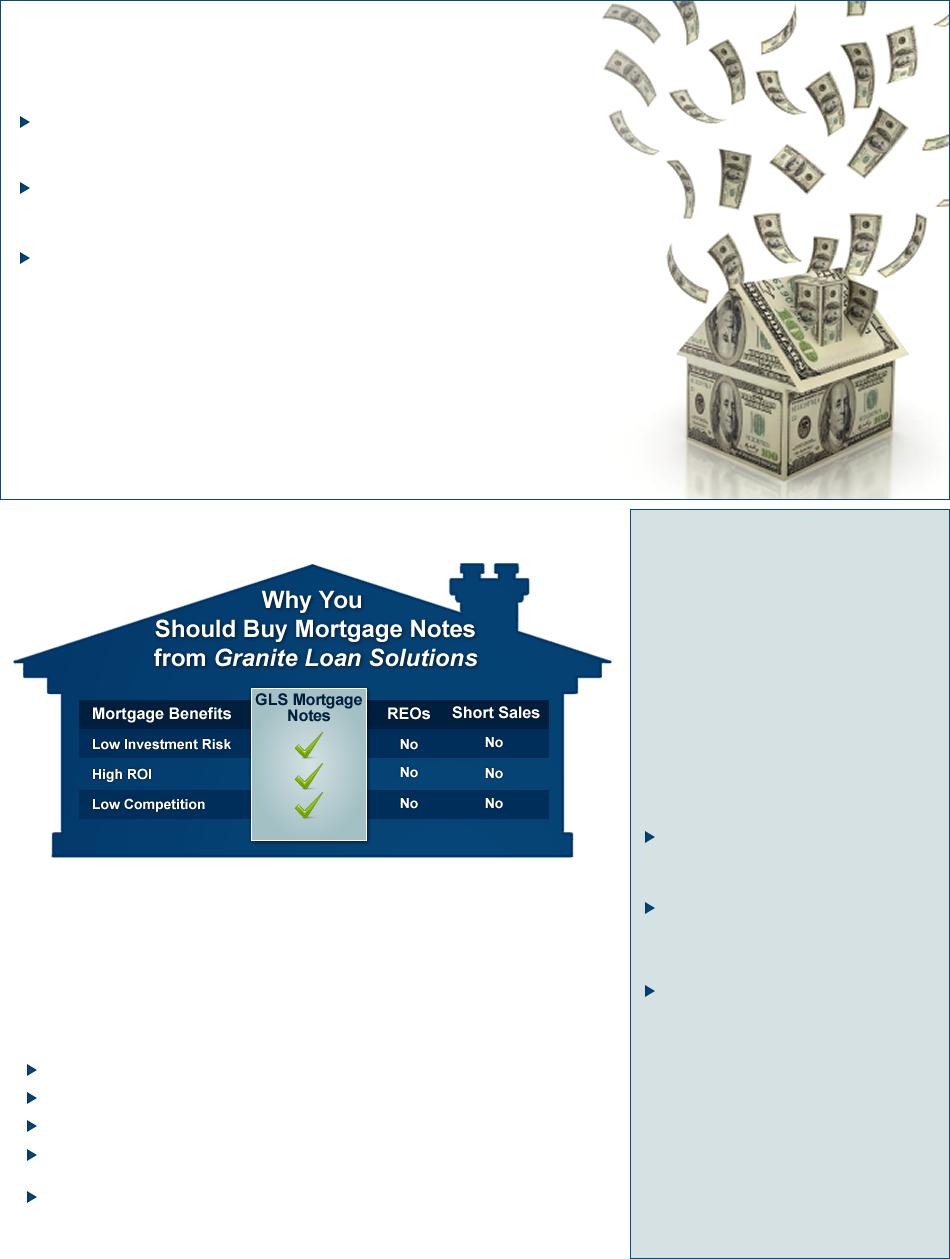 Why You
Should Buy Mortgage Notes
from Granite Loan Solutions
Mortgage Benefits GLS Mortgage Notes REOs Short Sales
Low Investment Risk No No
High ROI No No
Low Competition No No